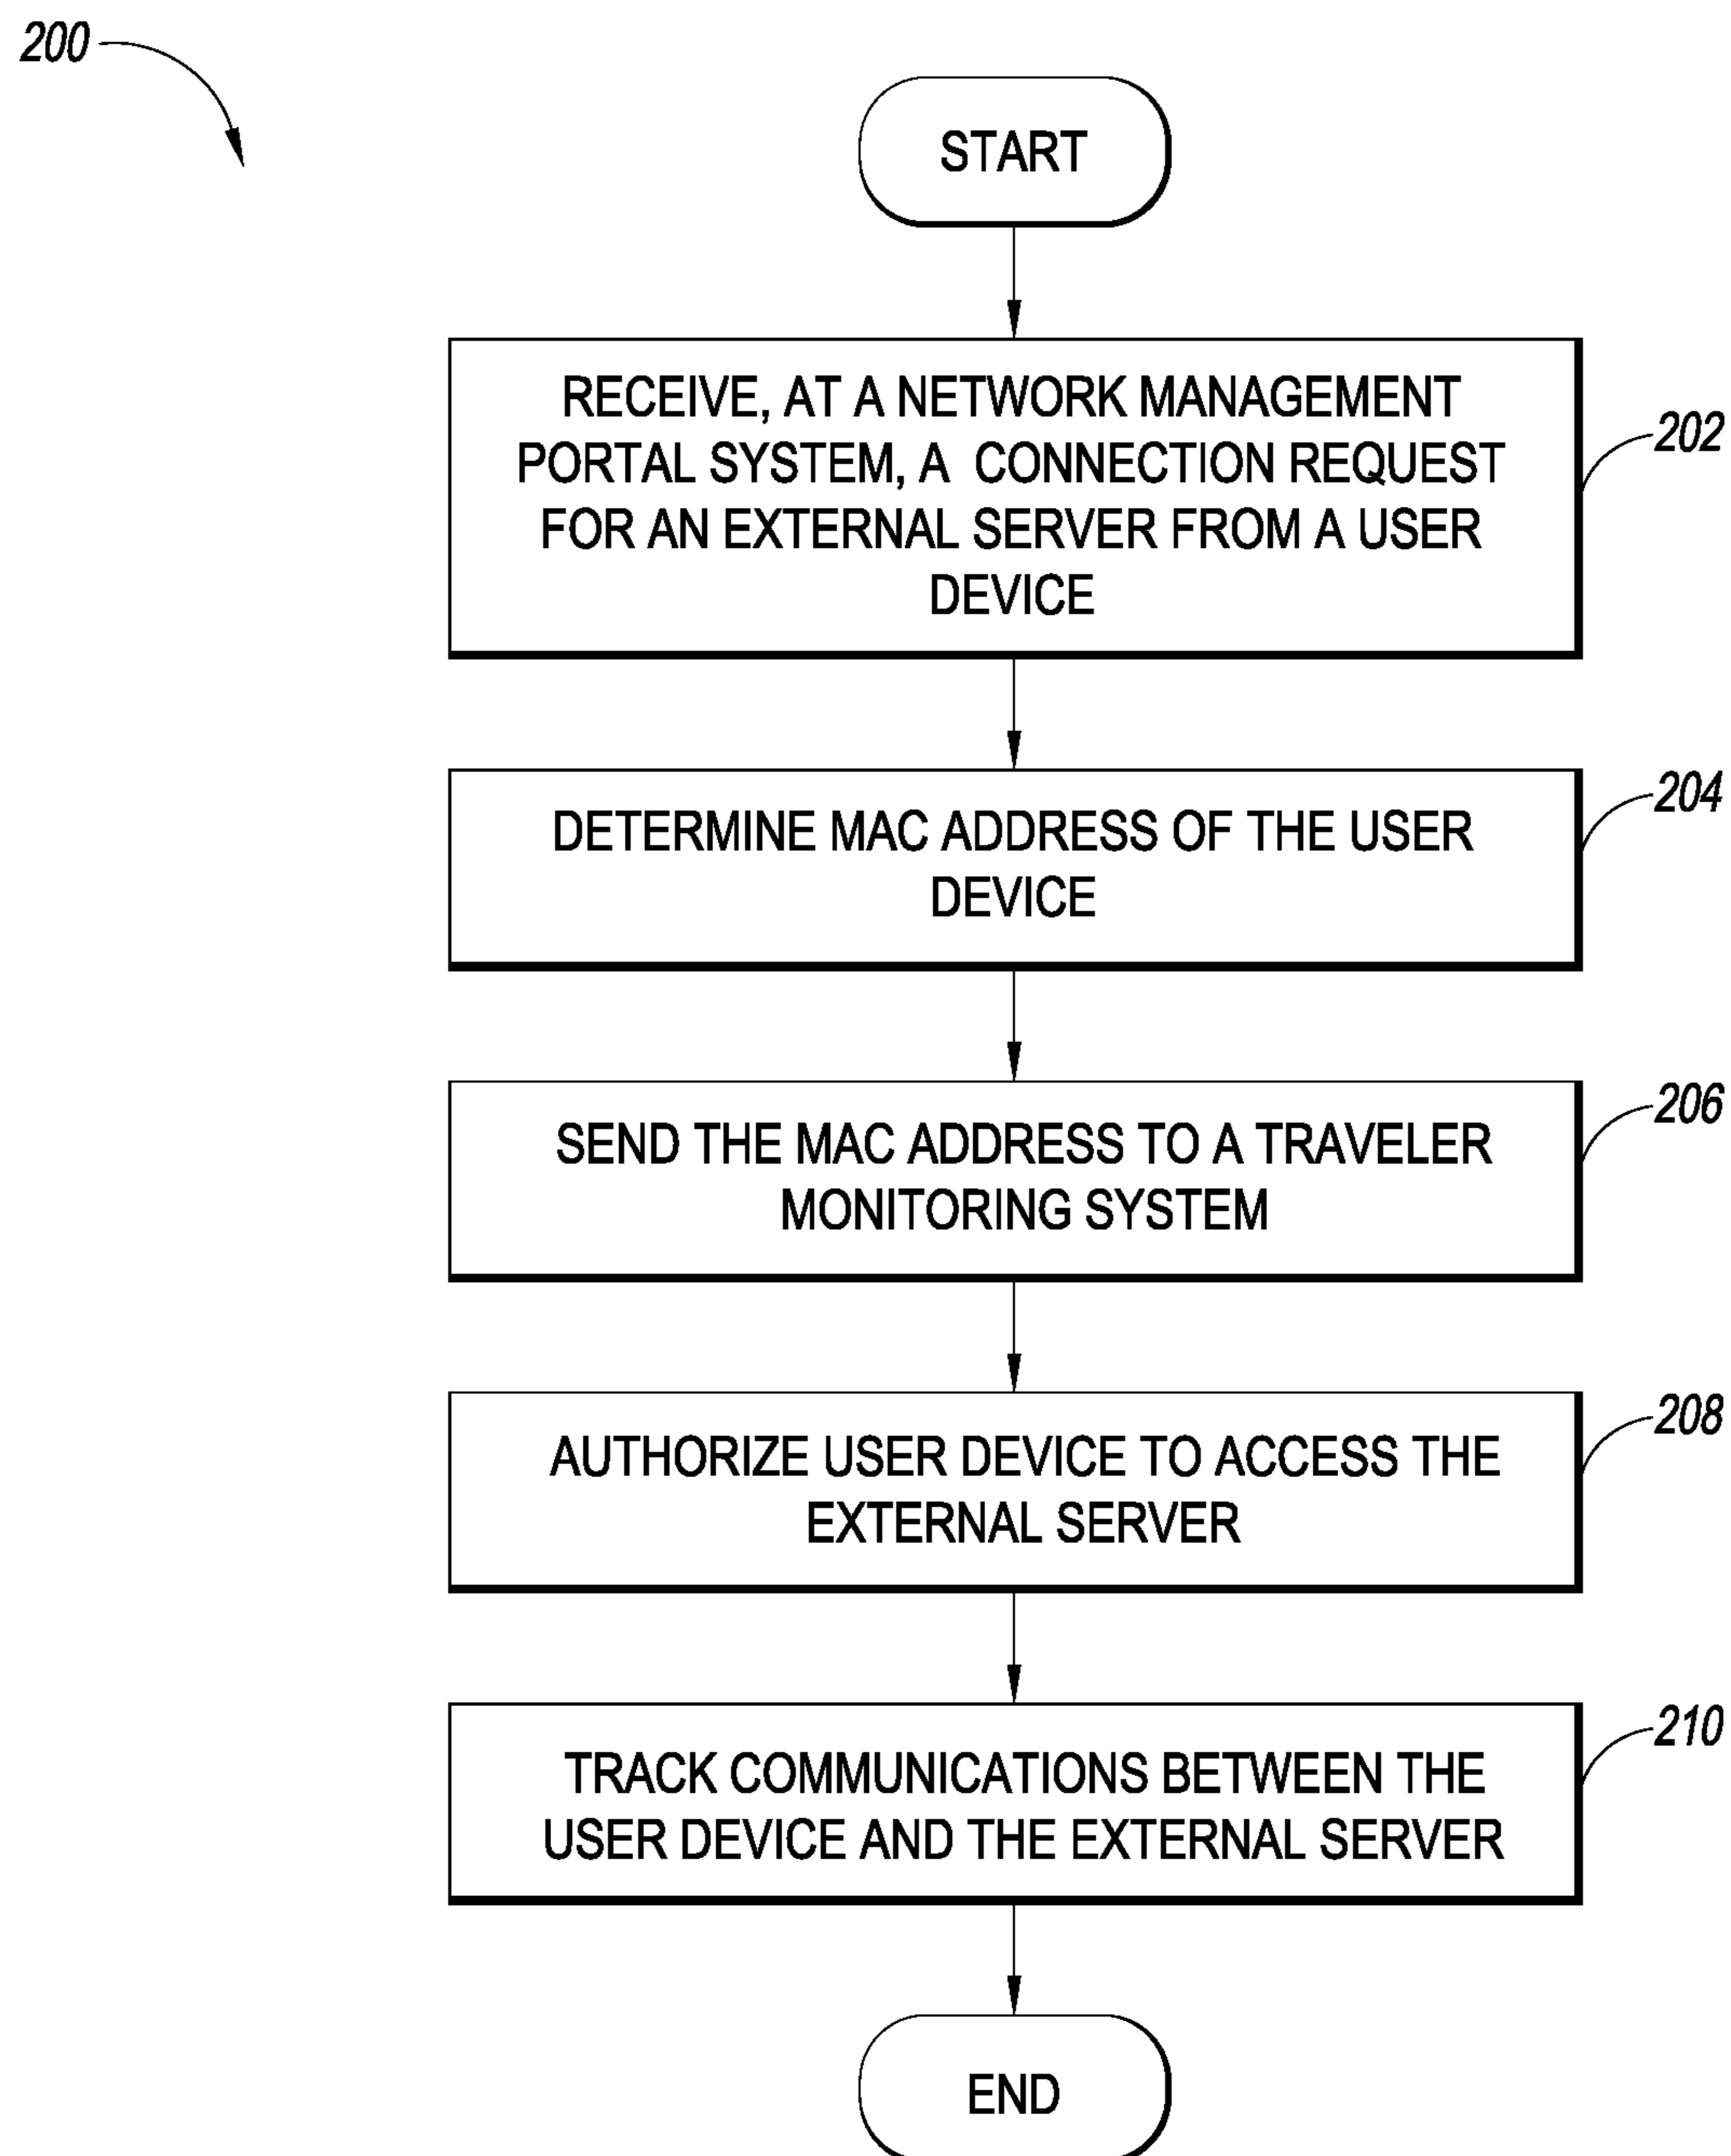 200
START
RECEIVE, AT A NETWORK MANAGEMENT
PORTAL SYSTEM, A CONNECTION REQUEST
FOR AN EXTERNAL SERVER FROM A USER
DEVICE
202
DETERMINE MAC ADDRESS OF THE USER
DEVICE
204
SEND THE MAC ADDRESS TO A TRAVELER
MONITORING SYSTEM
206
AUTHORIZE USER DEVICE TO ACCESS THE
EXTERNAL SERVER
208
TRACK COMMUNICATIONS BETWEEN THE
USER DEVICE AND THE EXTERNAL SERVER
210
END